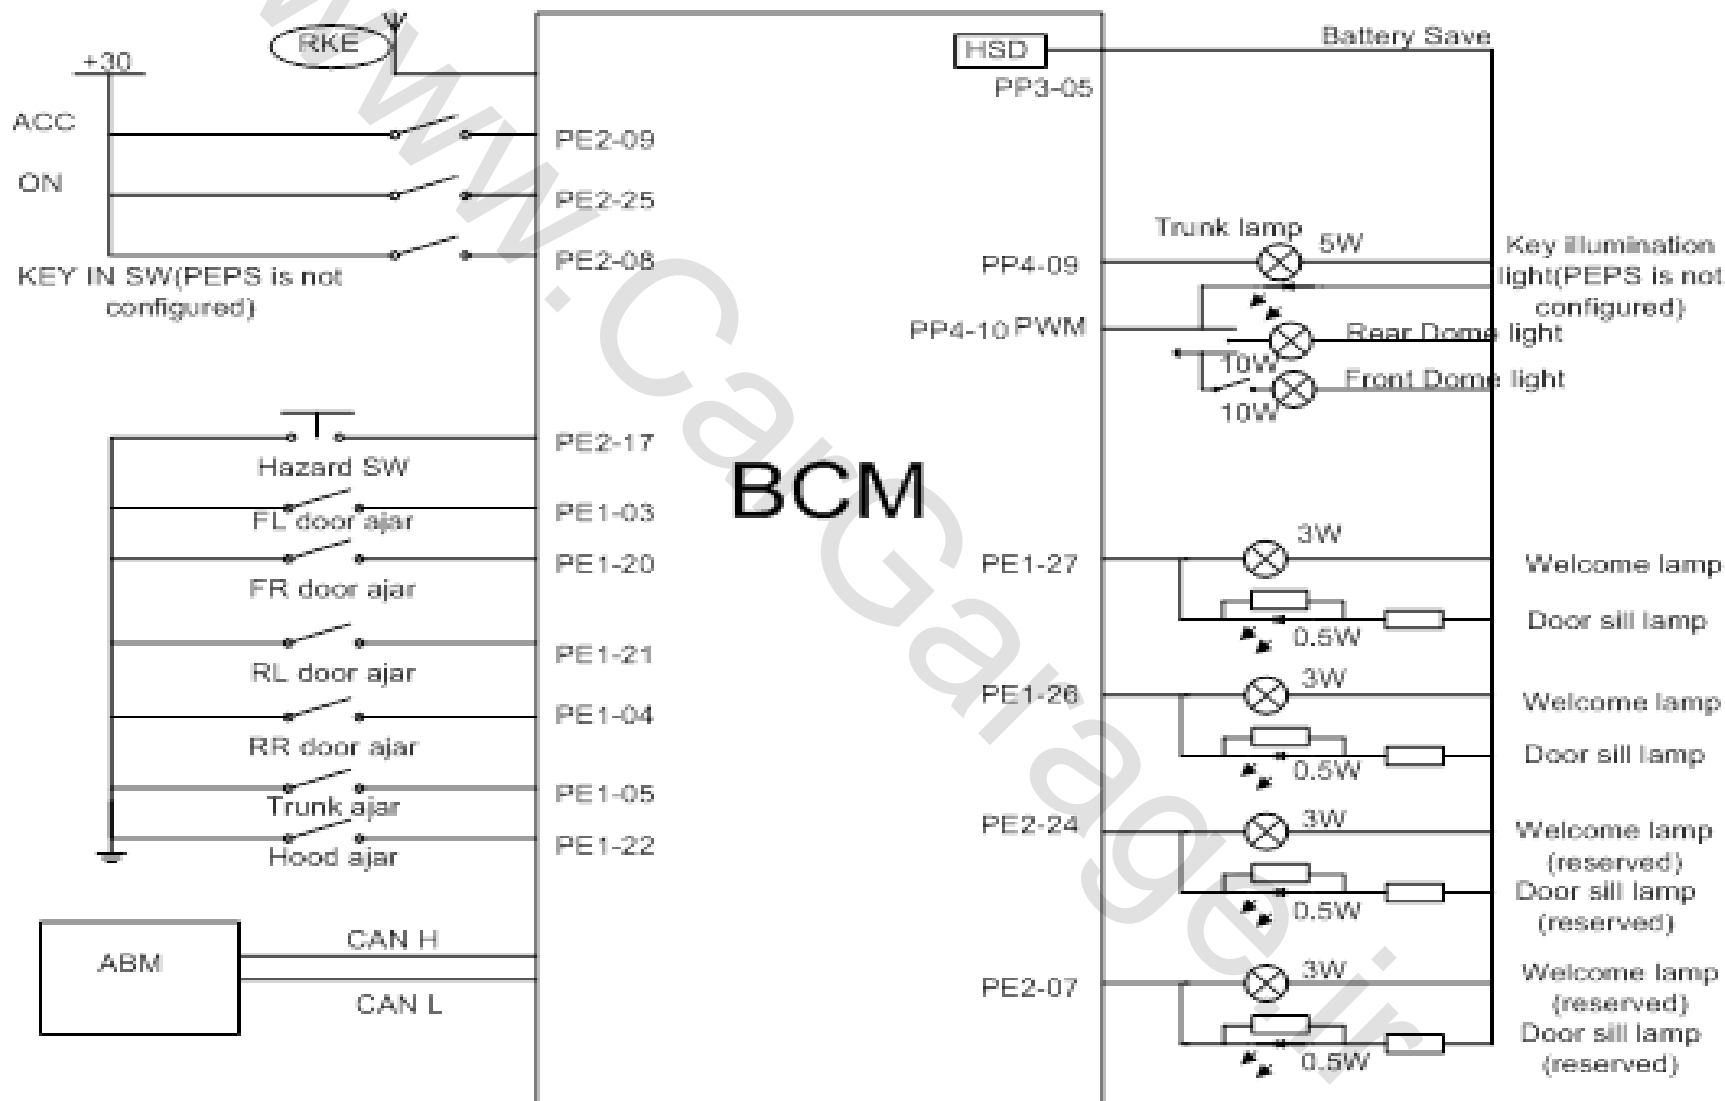 +30
RKE
ACC
ON
KEY IN SW(PEPS is not
configured)
PE2-09
PE2-25
PE2-08
Hazard SW
FL door ajar
FR door ajar
RL door ajar
RR door ajar
Trunk ajar
Hood ajar
PE2-17
PE1-03
PE1-20
PE1-21
PE1-04
PE1-05
PE1-22
ABM
CAN H
CAN L
BCM
HSD
PP3-05
Battery Save
Trunk lamp
5W
PP4-09
Key illumination
light(PEPS is not
configured)
PP4-10 PWM
Rear Dome light
10W
Front Dome light
10W
PE1-27
3W
Welcome lamp
0.5W
Door sill lamp
PE1-26
3W
Welcome lamp
0.5W
Door sill lamp
PE2-24
3W
Welcome lamp
(reserved)
0.5W
Door sill lamp
(reserved)
PE2-07
3W
Welcome lamp
(reserved)
0.5W
Door sill lamp
(reserved)
www.CarGarage.ir